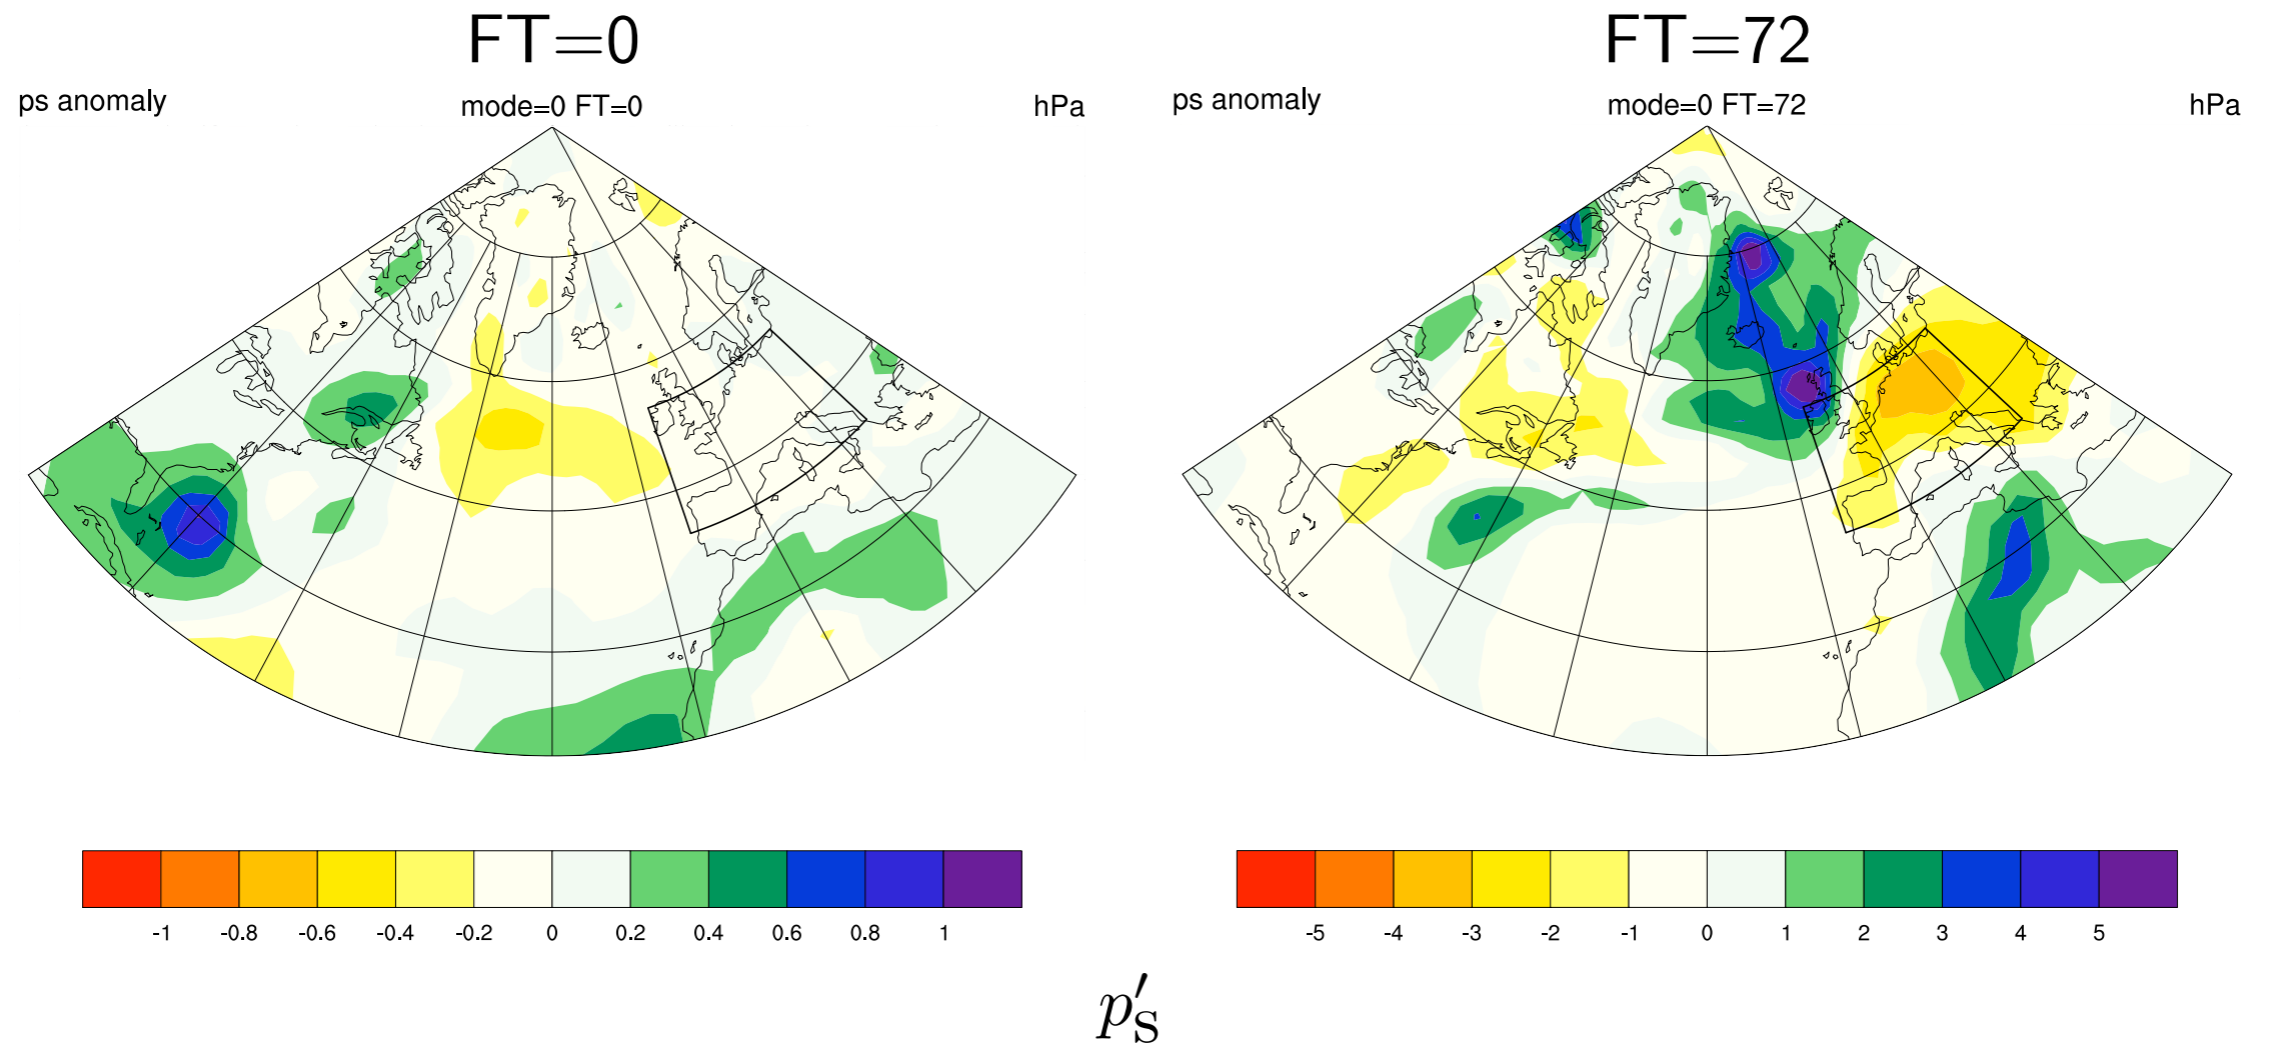 FT=0
FT=72
ps anomaly
mode=0 FT=0
hPa
ps anomaly
mode=0 FT=72
hPa
-1 -0.8 -0.6 -0.4 -0.2 0 0.2 0.4 0.6 0.8 1
-5 -4 -3 -2 -1 0 1 2 3 4 5
p′S